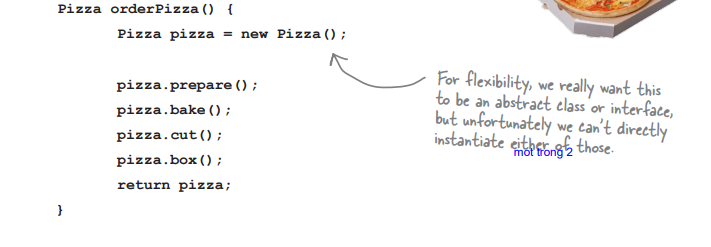 Pizza orderPizza() {
Pizza pizza = new Pizza();
pizza.prepare();
pizza.bake();
pizza.cut();
pizza.box();
return pizza;
}
For flexibility, we really want this
to be an abstract class or interface,
but unfortunately we can't directly
instantiate either of those.
một trong 2